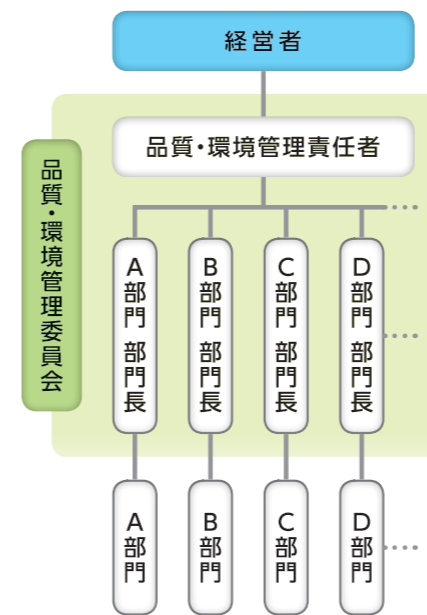 経営者
品質・環境管理責任者
品質・環境管理委員会
A部門 部門長
B部門 部門長
C部門 部門長
D部門 部門長
A部門
B部門
C部門
D部門